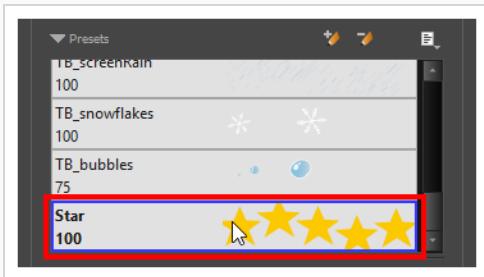 Presets
TB_screenRain
100
TB_snowflakes
100
TB_bubbles
75
Star
100